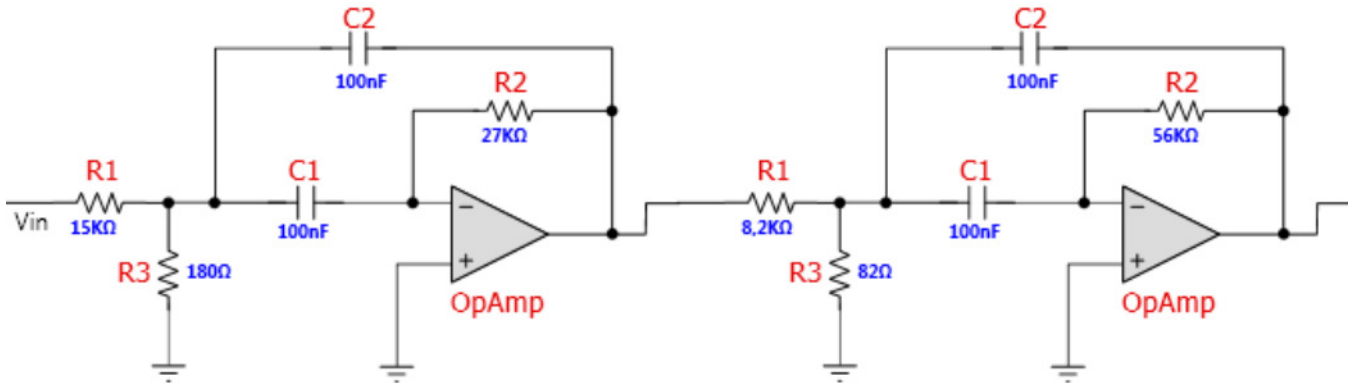 C2
100nF
R2
27KΩ
R1
15KΩ
Vin
C1
100nF
−
+
R3
180Ω
OpAmp
C2
100nF
R2
56KΩ
R1
8,2KΩ
C1
100nF
−
+
R3
82Ω
OpAmp